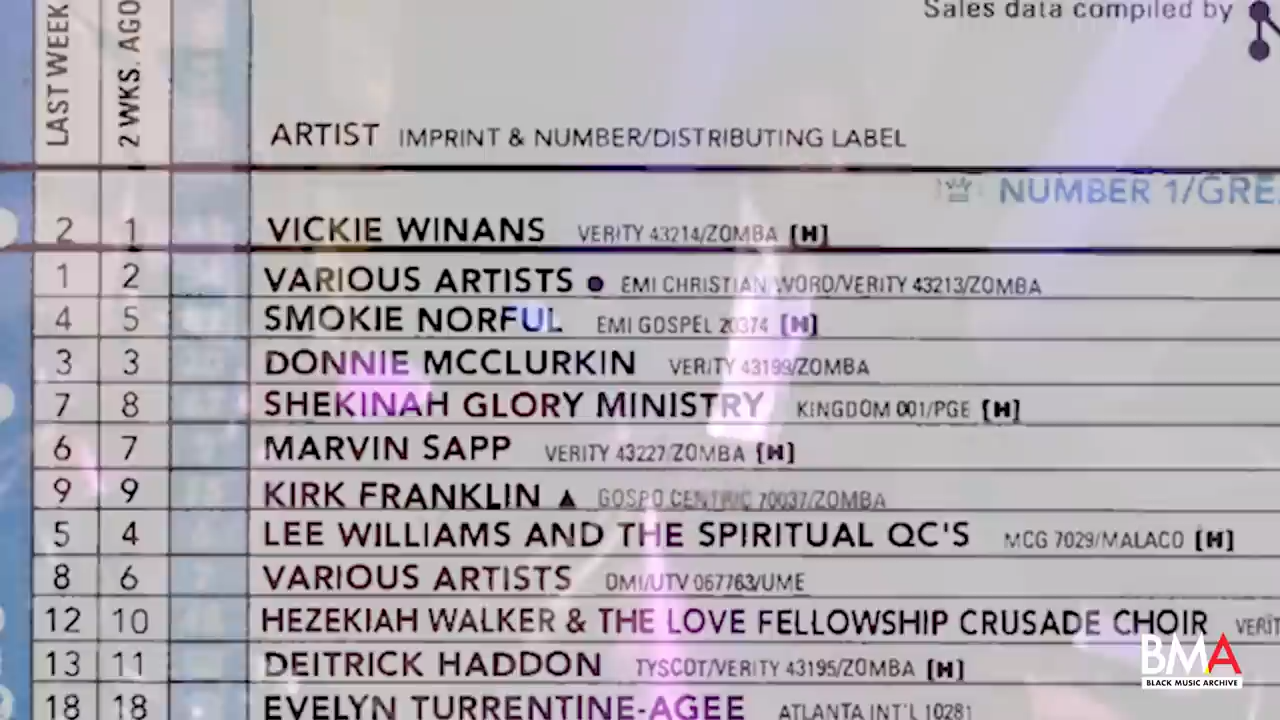 Sales data compiled by
LAST WEEK
2 WKS. AGO
ARTIST IMPRINT & NUMBER/DISTRIBUTING LABEL
NUMBER 1/GREA
2 1 VICKIE WINANS VERITY 43214/ZOMBA [H]
1 2 VARIOUS ARTISTS ● EMI CHRISTIAN/WORD/VERITY 43213/ZOMBA
4 5 SMOKIE NORFUL EMI GOSPEL 20374 [H]
3 3 DONNIE MCCLURKIN VERITY 43199/ZOMBA
7 8 SHEKINAH GLORY MINISTRY KINGDOM 001/PGE [H]
6 7 MARVIN SAPP VERITY 43227/ZOMBA [H]
9 9 KIRK FRANKLIN ▲ GOSPO CENTRIC 70037/ZOMBA
5 4 LEE WILLIAMS AND THE SPIRITUAL QC'S MCG 7029/MALACO [H]
8 6 VARIOUS ARTISTS DMI/UTV 067763/UME
12 10 HEZEKIAH WALKER & THE LOVE FELLOWSHIP CRUSADE CHOIR VERIT
13 11 DEITRICK HADDON TYSCOT/VERITY 43195/ZOMBA [H]
18 18 EVELYN TURRENTINE-AGEE ATLANTA INT'L 10281
BMA
BLACK MUSIC ARCHIVE